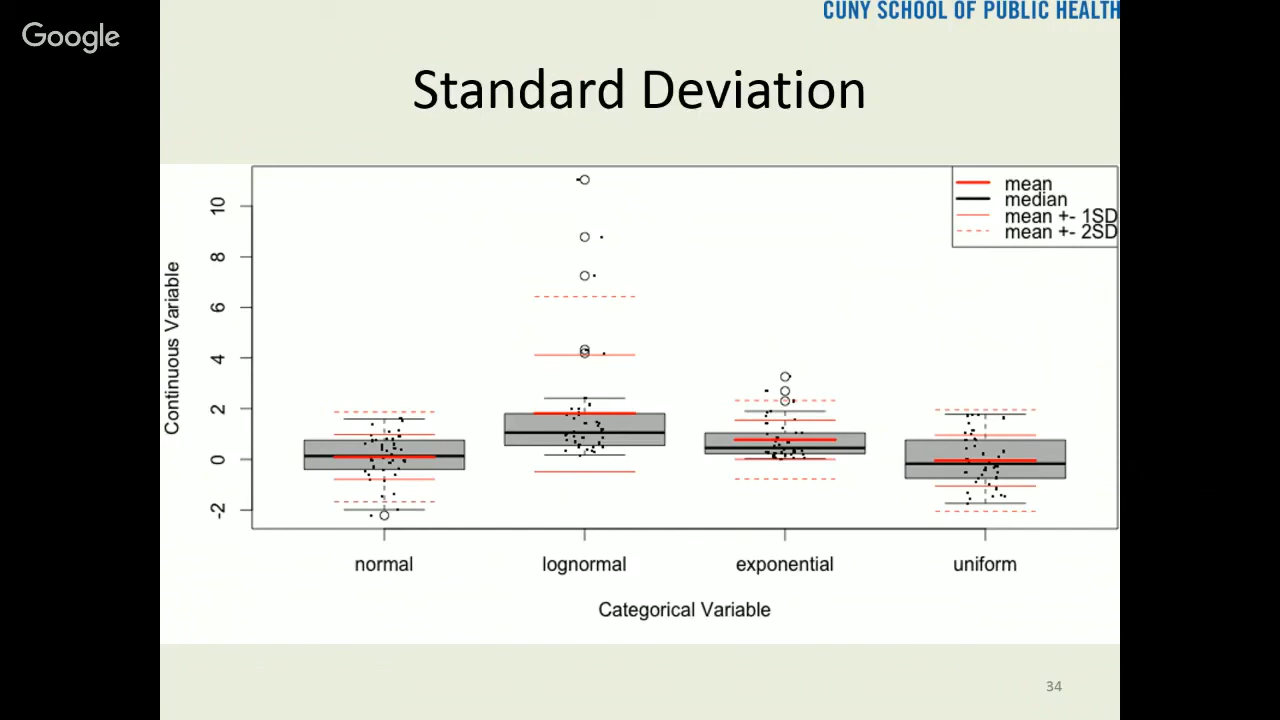 CUNY SCHOOL OF PUBLIC HEALTH
Google
Standard Deviation
mean
median
mean +- 1SD
mean +- 2SD
Continuous Variable
10
8
6
4
2
0
-2
normal lognormal exponential uniform
Categorical Variable
34